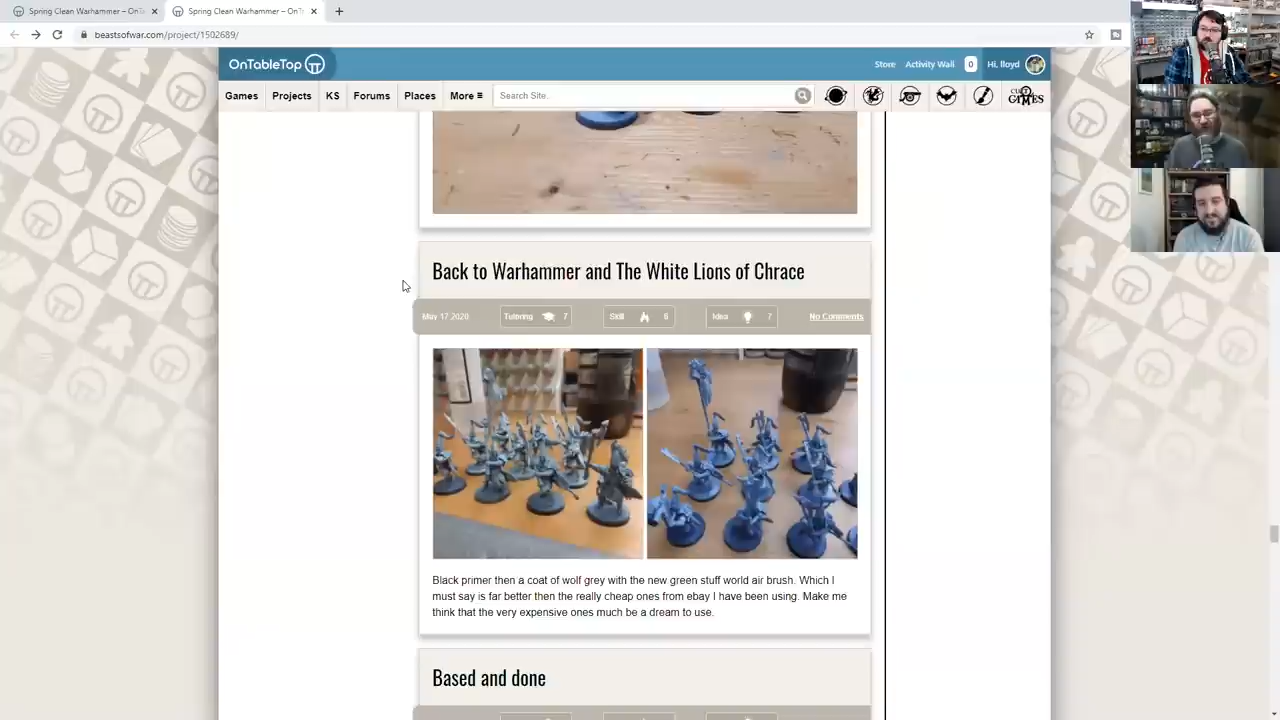 Spring Clean Warhammer – OnT
Spring Clean Warhammer – OnT
beastsofwar.com/project/1502689/
OnTableTop
Store
Activity Wall
0
Hi, lloyd
Games
Projects
KS
Forums
Places
More
Search Site.
GAMES
Back to Warhammer and The White Lions of Chrace
May 17,2020
Tutoring 7
Skill 6
Idea 7
No Comments
Black primer then a coat of wolf grey with the new green stuff world air brush. Which I
must say is far better then the really cheap ones from ebay I have been using. Make me
think that the very expensive ones much be a dream to use.
Based and done